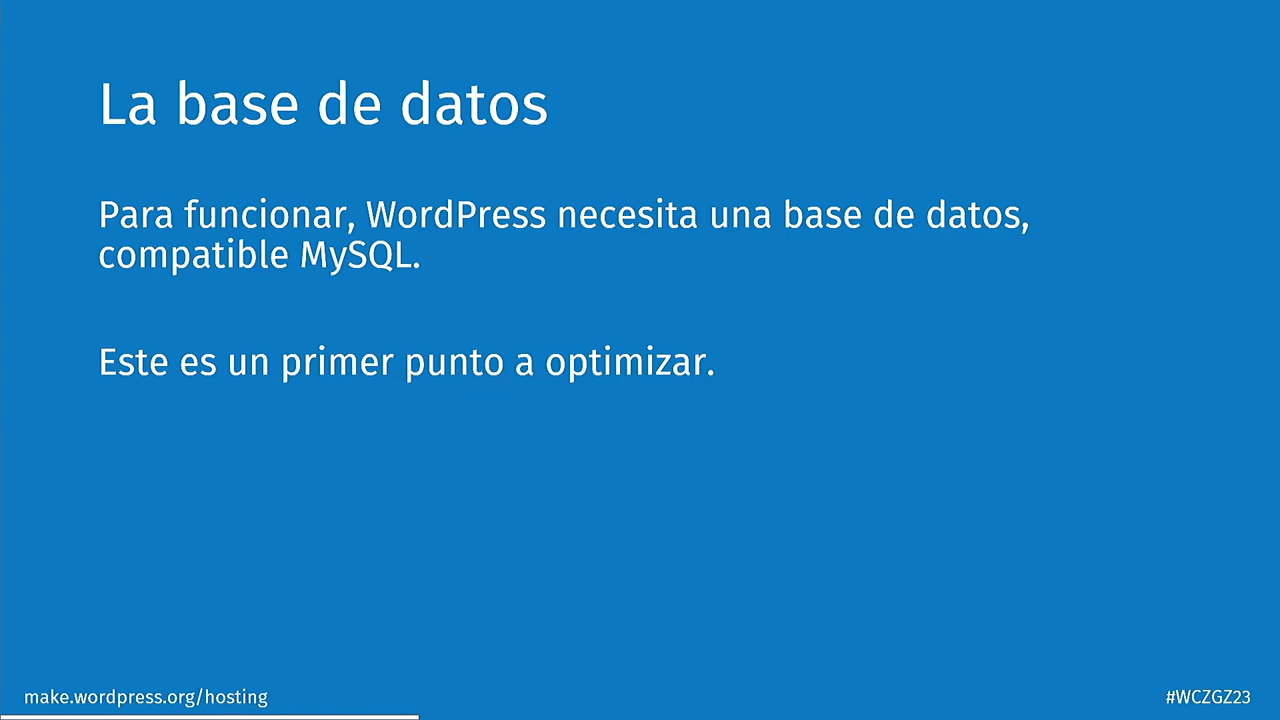 La base de datos
Para funcionar, WordPress necesita una base de datos,
compatible MySQL.
Este es un primer punto a optimizar.
make.wordpress.org/hosting
#WCZGZ23